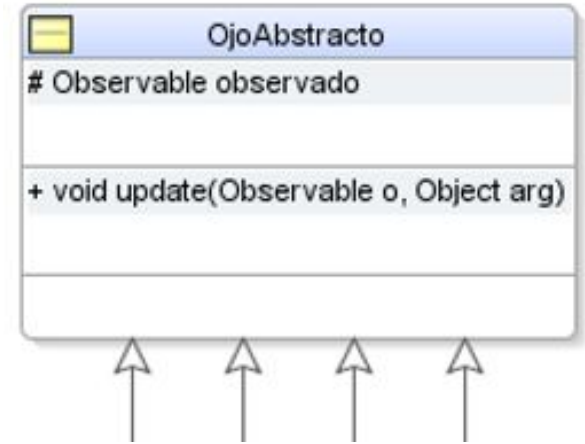 OjoAbstracto
# Observable observado
+ void update(Observable o, Object arg)